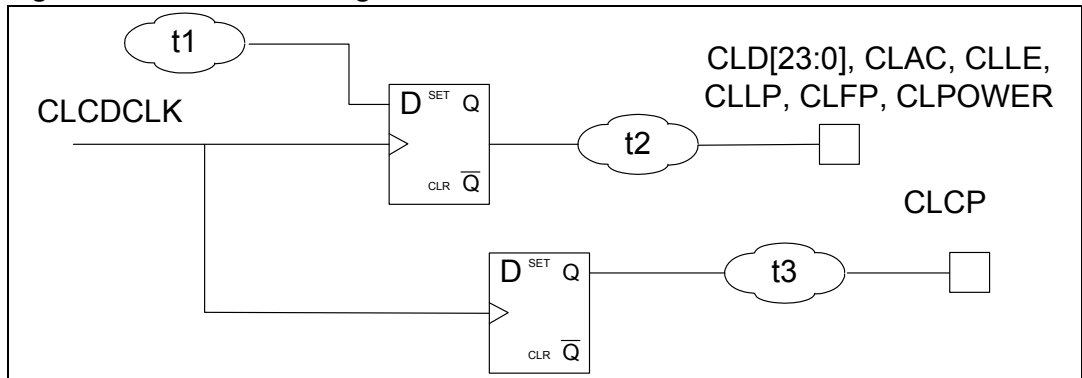 t1
CLD[23:0], CLAC, CLLE,
CLLP, CLFP, CLPOWER
CLCDCLK
D SET Q
t2
CLR Q
CLCP
D SET Q
t3
CLR Q